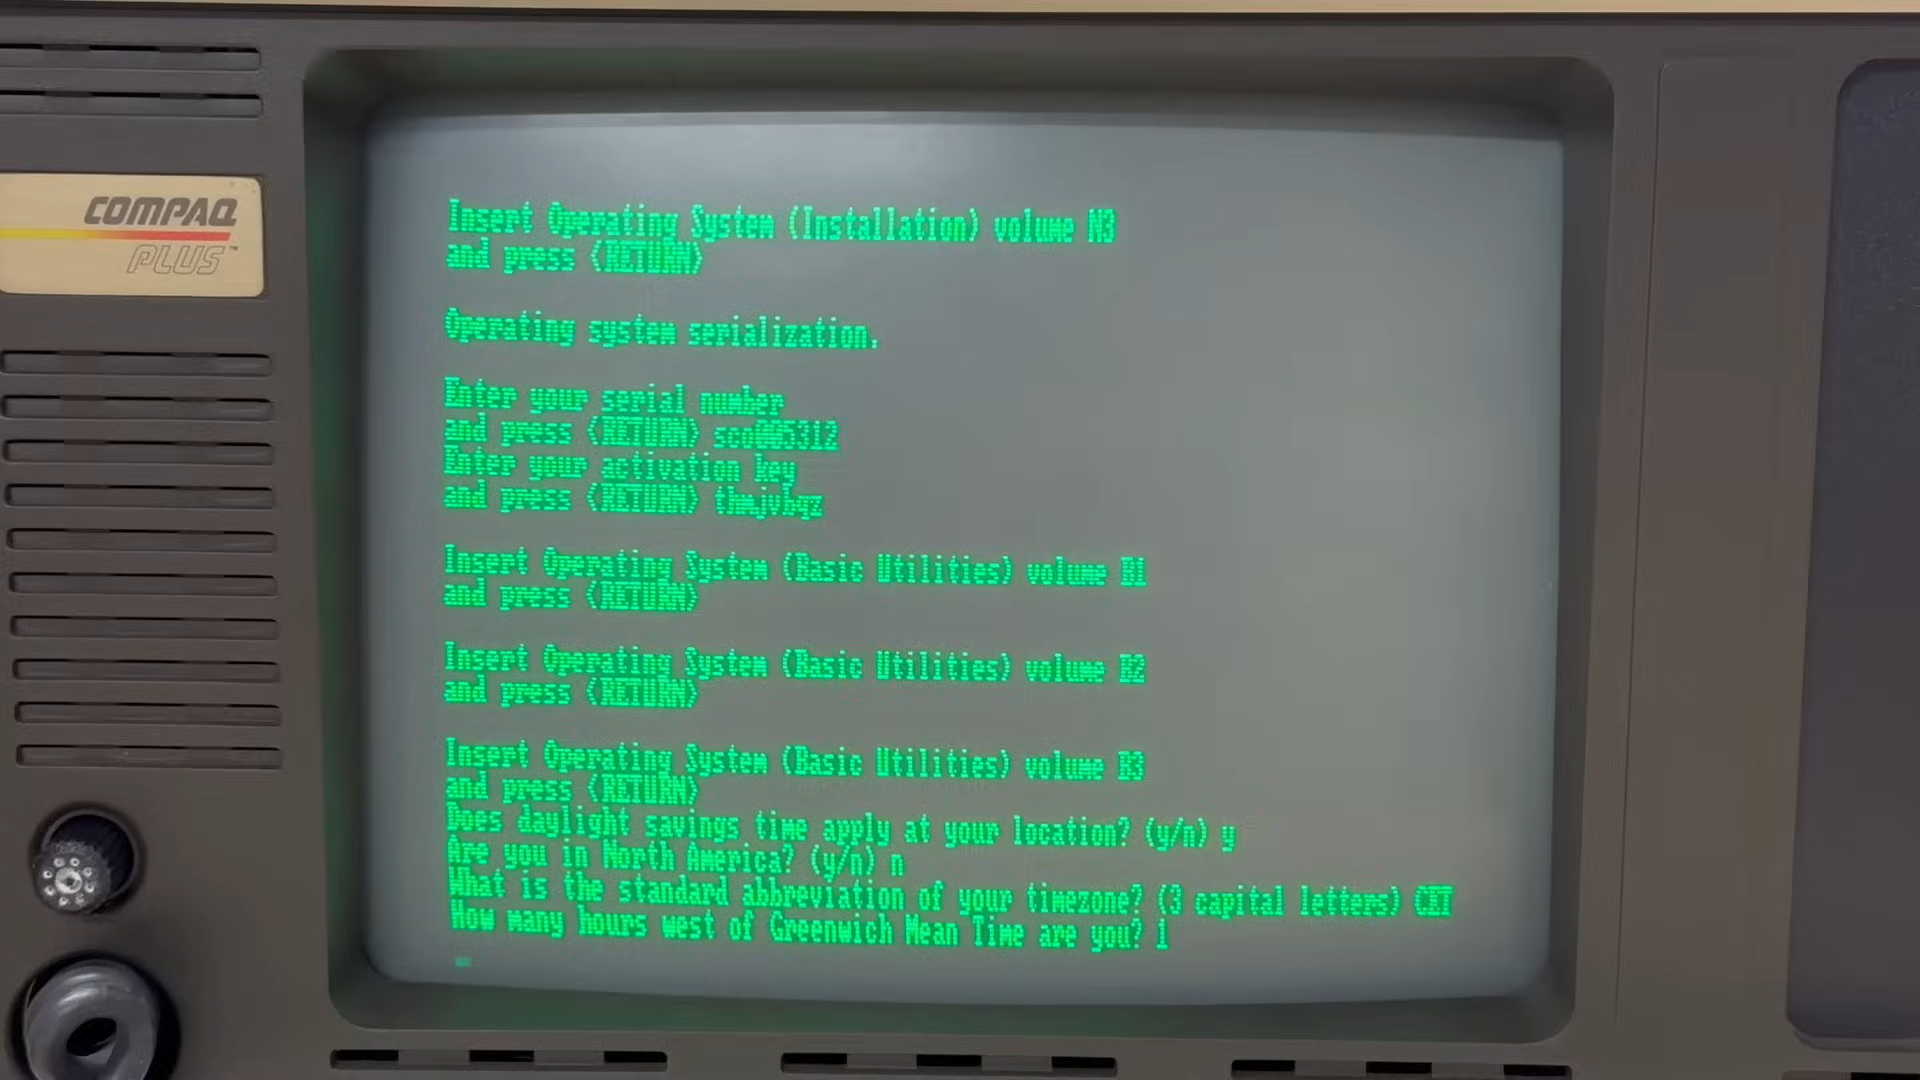 COMPAQ
PLUS™
Insert Operating System (Installation) volume N3
and press <RETURN>
Operating system serialization.
Enter your serial number
and press <RETURN> sco005312
Enter your activation key
and press <RETURN> thmjvbqz
Insert Operating System (Basic Utilities) volume B1
and press <RETURN>
Insert Operating System (Basic Utilities) volume B2
and press <RETURN>
Insert Operating System (Basic Utilities) volume B3
and press <RETURN>
Does daylight savings time apply at your location? (y/n) y
Are you in North America? (y/n) n
What is the standard abbreviation of your timezone? (3 capital letters)
How many hours west of Greenwich Mean Time are you? 1